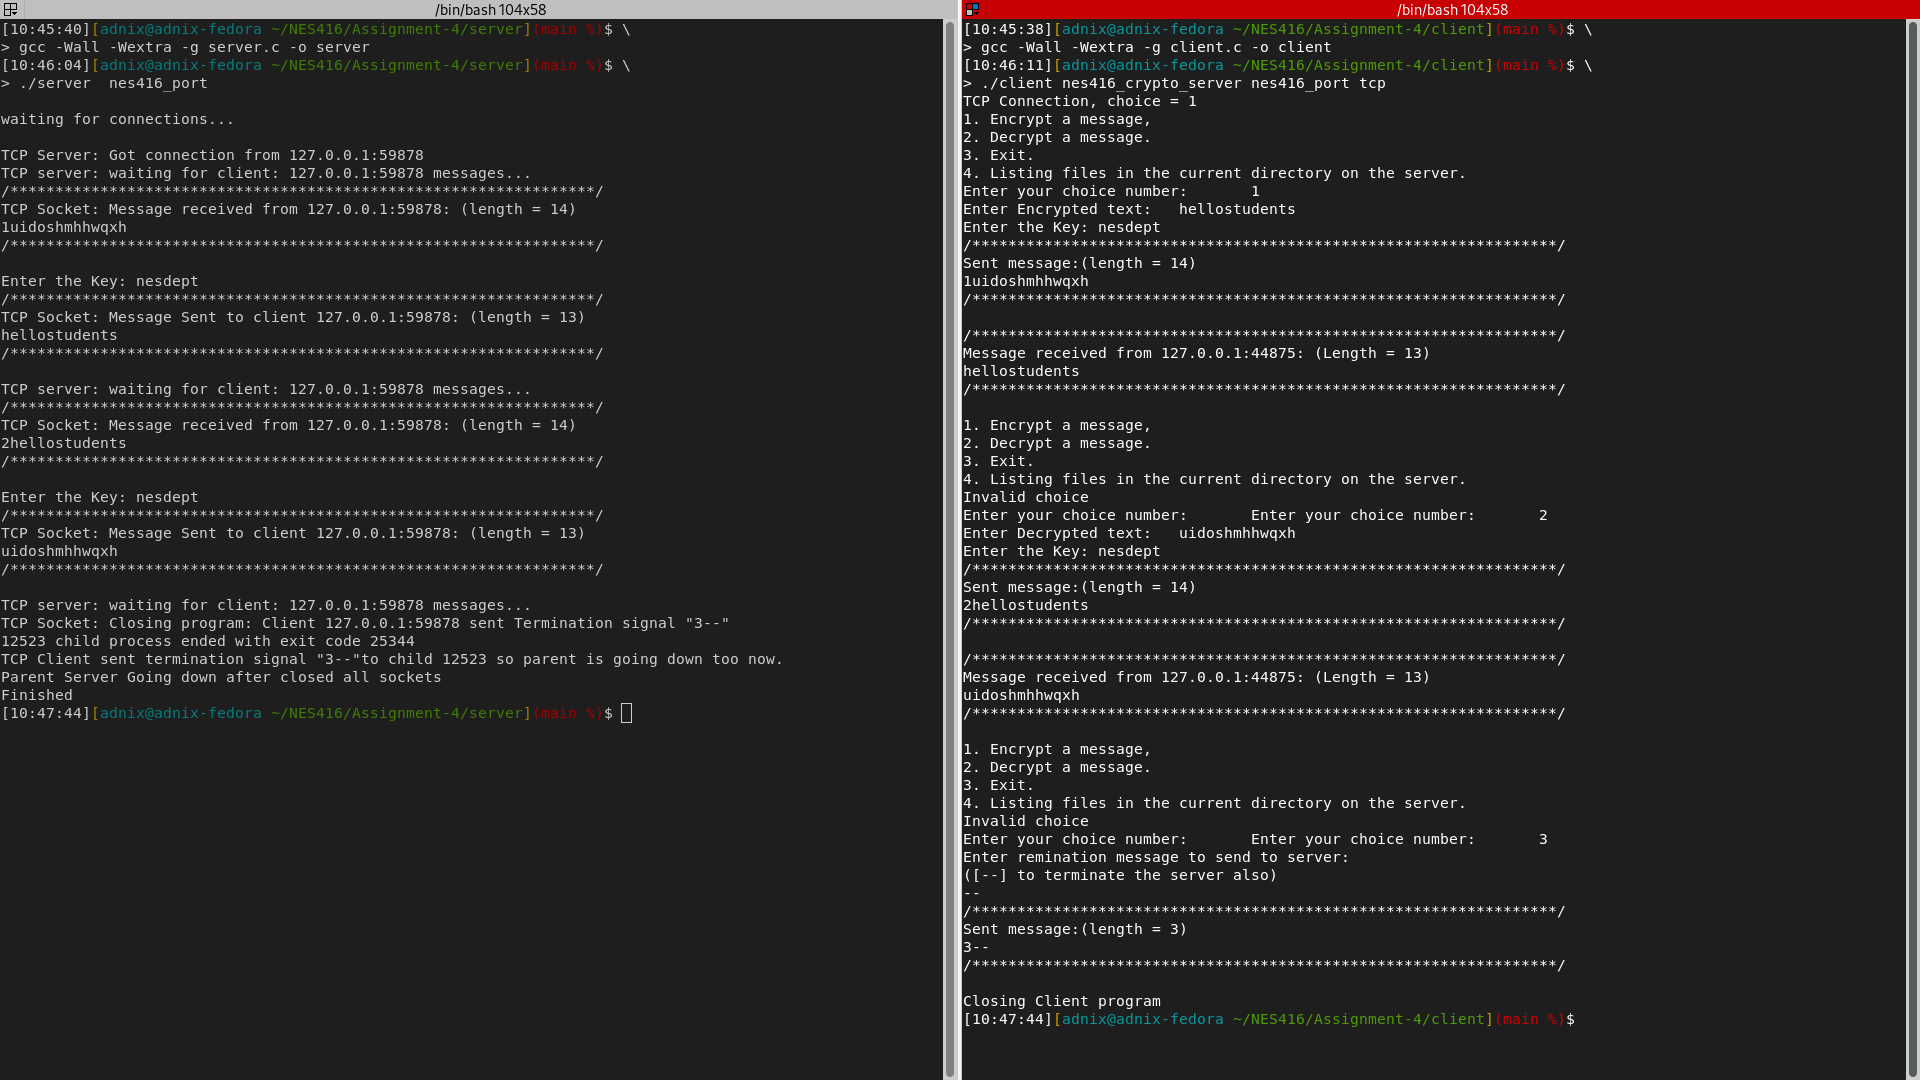 /bin/bash 104x58
[10:45:40][adnix@adnix-fedora ~/NES416/Assignment-4/server](main %)$ \
> gcc -Wall -Wextra -g server.c -o server
[10:46:04][adnix@adnix-fedora ~/NES416/Assignment-4/server](main %)$ \
> ./server  nes416_port

waiting for connections...

TCP Server: Got connection from 127.0.0.1:59878
TCP server: waiting for client: 127.0.0.1:59878 messages...
/*****************************************************************/
TCP Socket: Message received from 127.0.0.1:59878: (length = 14)
1uidoshmhhwqxh
/*****************************************************************/

Enter the Key: nesdept
/*****************************************************************/
TCP Socket: Message Sent to client 127.0.0.1:59878: (length = 13)
hellostudents
/*****************************************************************/

TCP server: waiting for client: 127.0.0.1:59878 messages...
/*****************************************************************/
TCP Socket: Message received from 127.0.0.1:59878: (length = 14)
2hellostudents
/*****************************************************************/

Enter the Key: nesdept
/*****************************************************************/
TCP Socket: Message Sent to client 127.0.0.1:59878: (length = 13)
uidoshmhhwqxh
/*****************************************************************/

TCP server: waiting for client: 127.0.0.1:59878 messages...
TCP Socket: Closing program: Client 127.0.0.1:59878 sent Termination signal "3--"
12523 child process ended with exit code 25344
TCP Client sent termination signal "3--"to child 12523 so parent is going down too now.
Parent Server Going down after closed all sockets
Finished
[10:47:44][adnix@adnix-fedora ~/NES416/Assignment-4/server](main %)$
/bin/bash 104x58
[10:45:38][adnix@adnix-fedora ~/NES416/Assignment-4/client](main %)$ \
> gcc -Wall -Wextra -g client.c -o client
[10:46:11][adnix@adnix-fedora ~/NES416/Assignment-4/client](main %)$ \
> ./client nes416_crypto_server nes416_port tcp
TCP Connection, choice = 1
1. Encrypt a message,
2. Decrypt a message.
3. Exit.
4. Listing files in the current directory on the server.
Enter your choice number:       1
Enter Encrypted text:   hellostudents
Enter the Key: nesdept
/*****************************************************************/
Sent message:(length = 14)
1uidoshmhhwqxh
/*****************************************************************/

/*****************************************************************/
Message received from 127.0.0.1:44875: (Length = 13)
hellostudents
/*****************************************************************/

1. Encrypt a message,
2. Decrypt a message.
3. Exit.
4. Listing files in the current directory on the server.
Invalid choice
Enter your choice number:       Enter your choice number:       2
Enter Decrypted text:   uidoshmhhwqxh
Enter the Key: nesdept
/*****************************************************************/
Sent message:(length = 14)
2hellostudents
/*****************************************************************/

/*****************************************************************/
Message received from 127.0.0.1:44875: (Length = 13)
uidoshmhhwqxh
/*****************************************************************/

1. Encrypt a message,
2. Decrypt a message.
3. Exit.
4. Listing files in the current directory on the server.
Invalid choice
Enter your choice number:       Enter your choice number:       3
Enter remination message to send to server:
([--] to terminate the server also)
--
/*****************************************************************/
Sent message:(length = 3)
3--
/*****************************************************************/

Closing Client program
[10:47:44][adnix@adnix-fedora ~/NES416/Assignment-4/client](main %)$